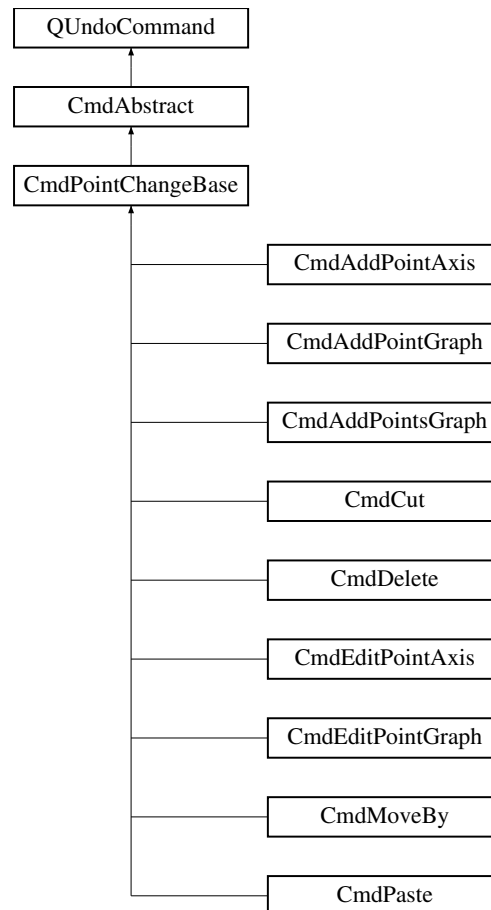 QUndoCommand
CmdAbstract
CmdPointChangeBase
CmdAddPointAxis
CmdAddPointGraph
CmdAddPointsGraph
CmdCut
CmdDelete
CmdEditPointAxis
CmdEditPointGraph
CmdMoveBy
CmdPaste